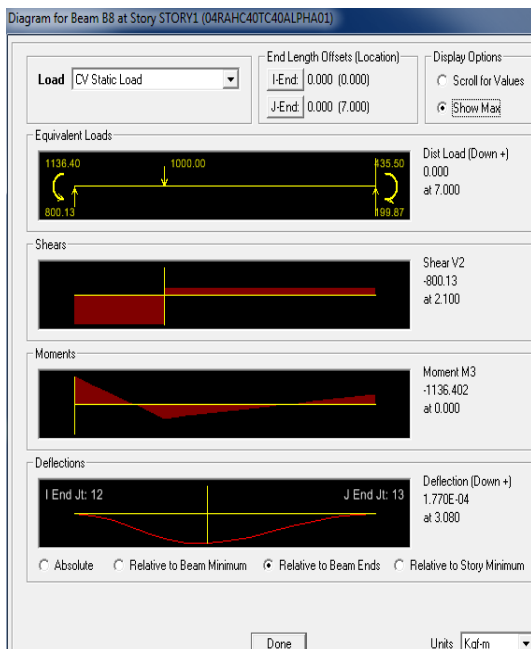 Diagram for Beam B8 at Story STORY1 (04RAHC40TC40ALPHA01)
Load CV Static Load
End Length Offsets (Location)
I-End: 0.000 (0.000)
J-End: 0.000 (7.000)
Display Options
Scroll for Values
Show Max
Equivalent Loads
1136.40 1000.00 435.50
800.13 199.87
Dist Load (Down +)
0.000
at 7.000
Shears
Shear V2
-800.13
at 2.100
Moments
Moment M3
-1136.402
at 0.000
Deflections
I End Jt: 12 J End Jt: 13
Deflection (Down +)
1.770E-04
at 3.080
Absolute Relative to Beam Minimum Relative to Beam Ends Relative to Story Minimum
Done Units Kgf-m